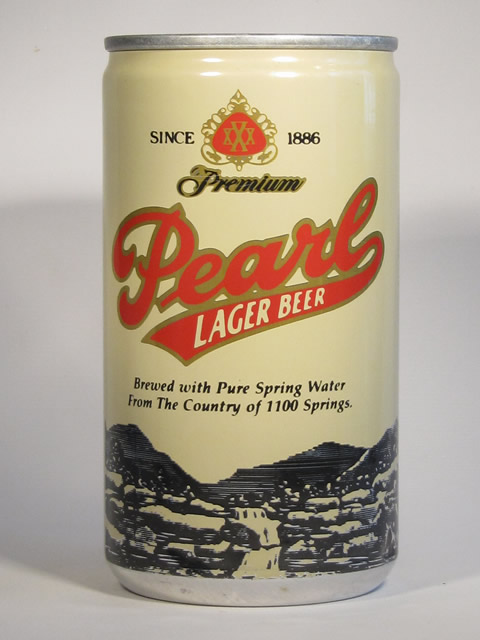 SINCE XXX 1886
Premium
Pearl
LAGER BEER
Brewed with Pure Spring Water
From The Country of 1100 Springs.